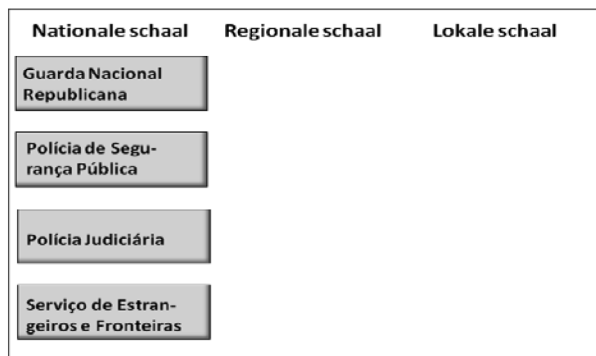 Nationale schaal Regionale schaal Lokale schaal
Guarda Nacional
Republicana
Polícia de Segu-
rança Pública
Polícia Judiciária
Serviço de Estran-
geiros e Fronteiras